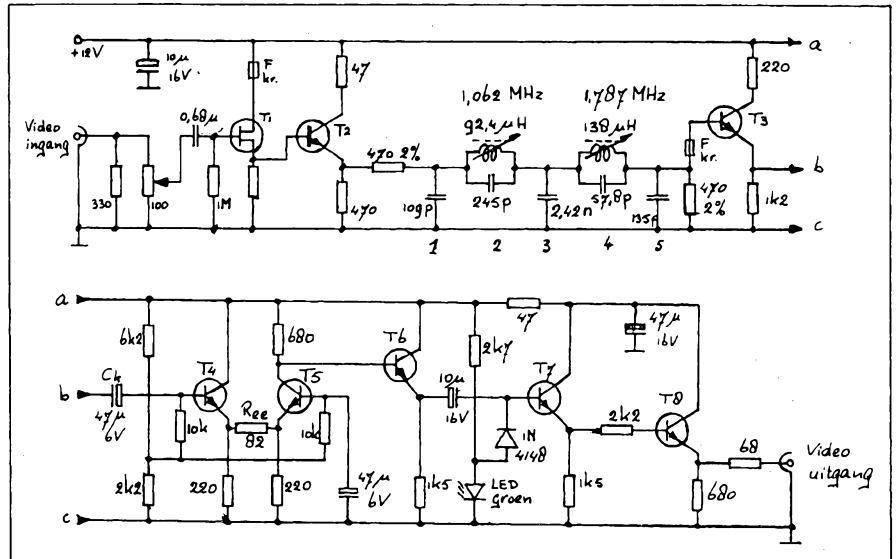 +12V
10µ
16V
F
kr.
47
220
a
Video
ingang
0,68µ
T1
T2
1,062 MHz
92,4µH
1,787 MHz
138µH
T3
F
kr.
b
330
100
1M
470
470 2%
109p
245p
2,42n
57,8p
135p
470
2%
1k2
c
1
2
3
4
5
a
6k2
680
T6
47
47µ
16V
2k7
T7
b
Ck
47µ
6V
T4
T5
10µ
16V
T8
10k
Ree
82
10k
1N
4148
2k2
68
Video
uitgang
2k2
220
220
47µ
6V
1k5
LED
Groen
1k5
680
c